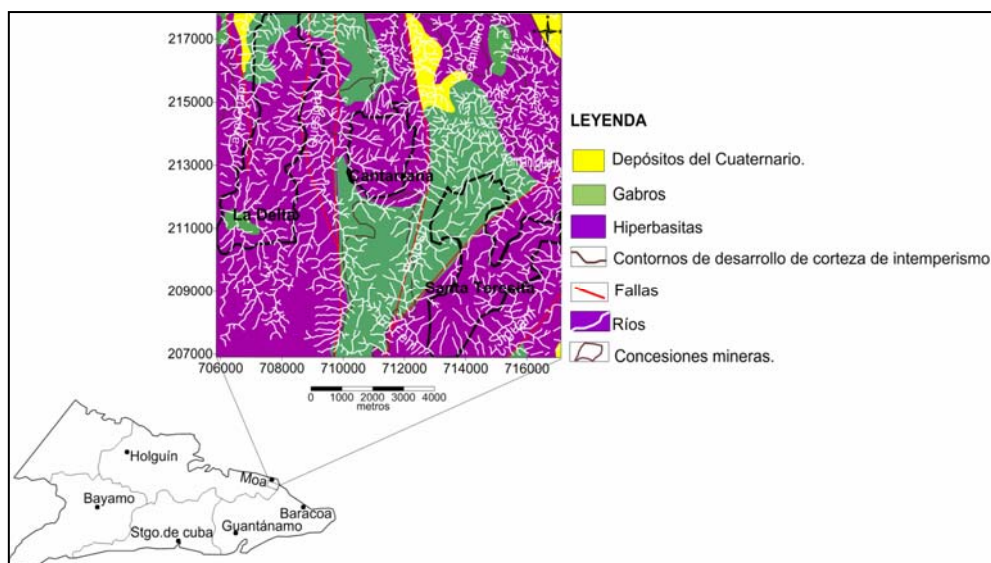 217000
215000
213000
211000
209000
207000
706000 708000 710000 712000 714000 716000
Cantarrana
La Delta
Santa Teresita
0 1000 2000 3000 4000
metros
LEYENDA
Depósitos del Cuaternario.
Gabros
Hiperbasitas
Contornos de desarrollo de corteza de intemperismo
Fallas
Ríos
Concesiones mineras.
Holguín
Moa
Bayamo
Baracoa
Guantánamo
Stgo.de cuba